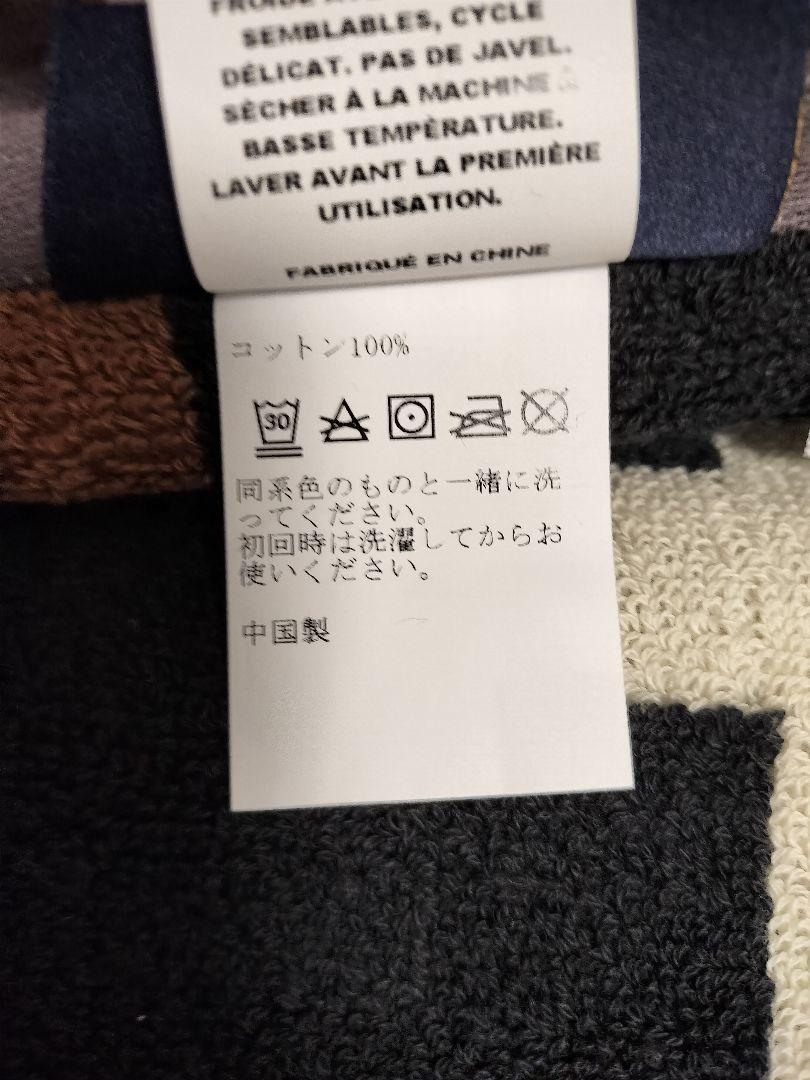 SEMBLABLES, CYCLE
DÉLICAT. PAS DE JAVEL.
SÈCHER À LA MACHINE À
BASSE TEMPÈRATURE.
LAVER AVANT LA PREMIÈRE
UTILISATION.
FABRIQUÉ EN CHINE
コットン100%
30
同系色のものと一緒に洗
ってください。
初回時は洗濯してからお
使いください。
中国製